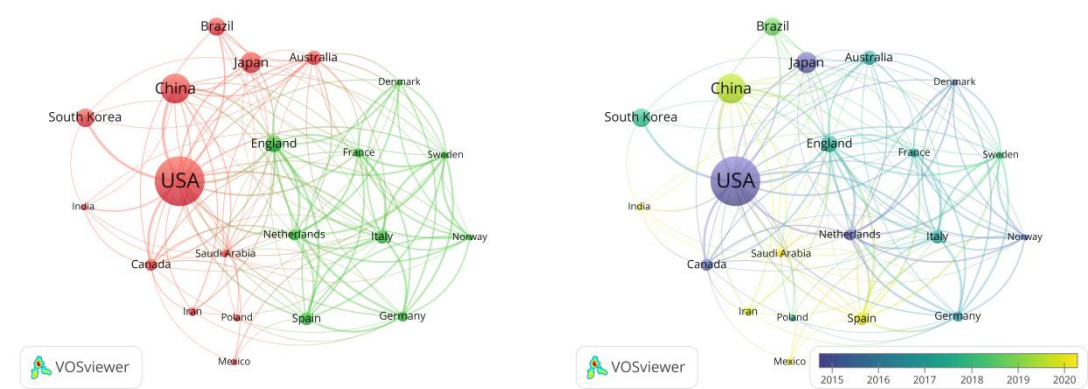 Brazil
Japan
Australia
China
Denmark
South Korea
England
France
Sweden
USA
India
Netherlands
Italy
Norway
Saudi Arabia
Canada
Iran
Poland
Spain
Germany
Mexico
VOSviewer
Brazil
Japan
Australia
China
Denmark
South Korea
England
France
Sweden
USA
India
Netherlands
Italy
Norway
Saudi Arabia
Canada
Iran
Poland
Spain
Germany
Mexico
VOSviewer
2015 2016 2017 2018 2019 2020